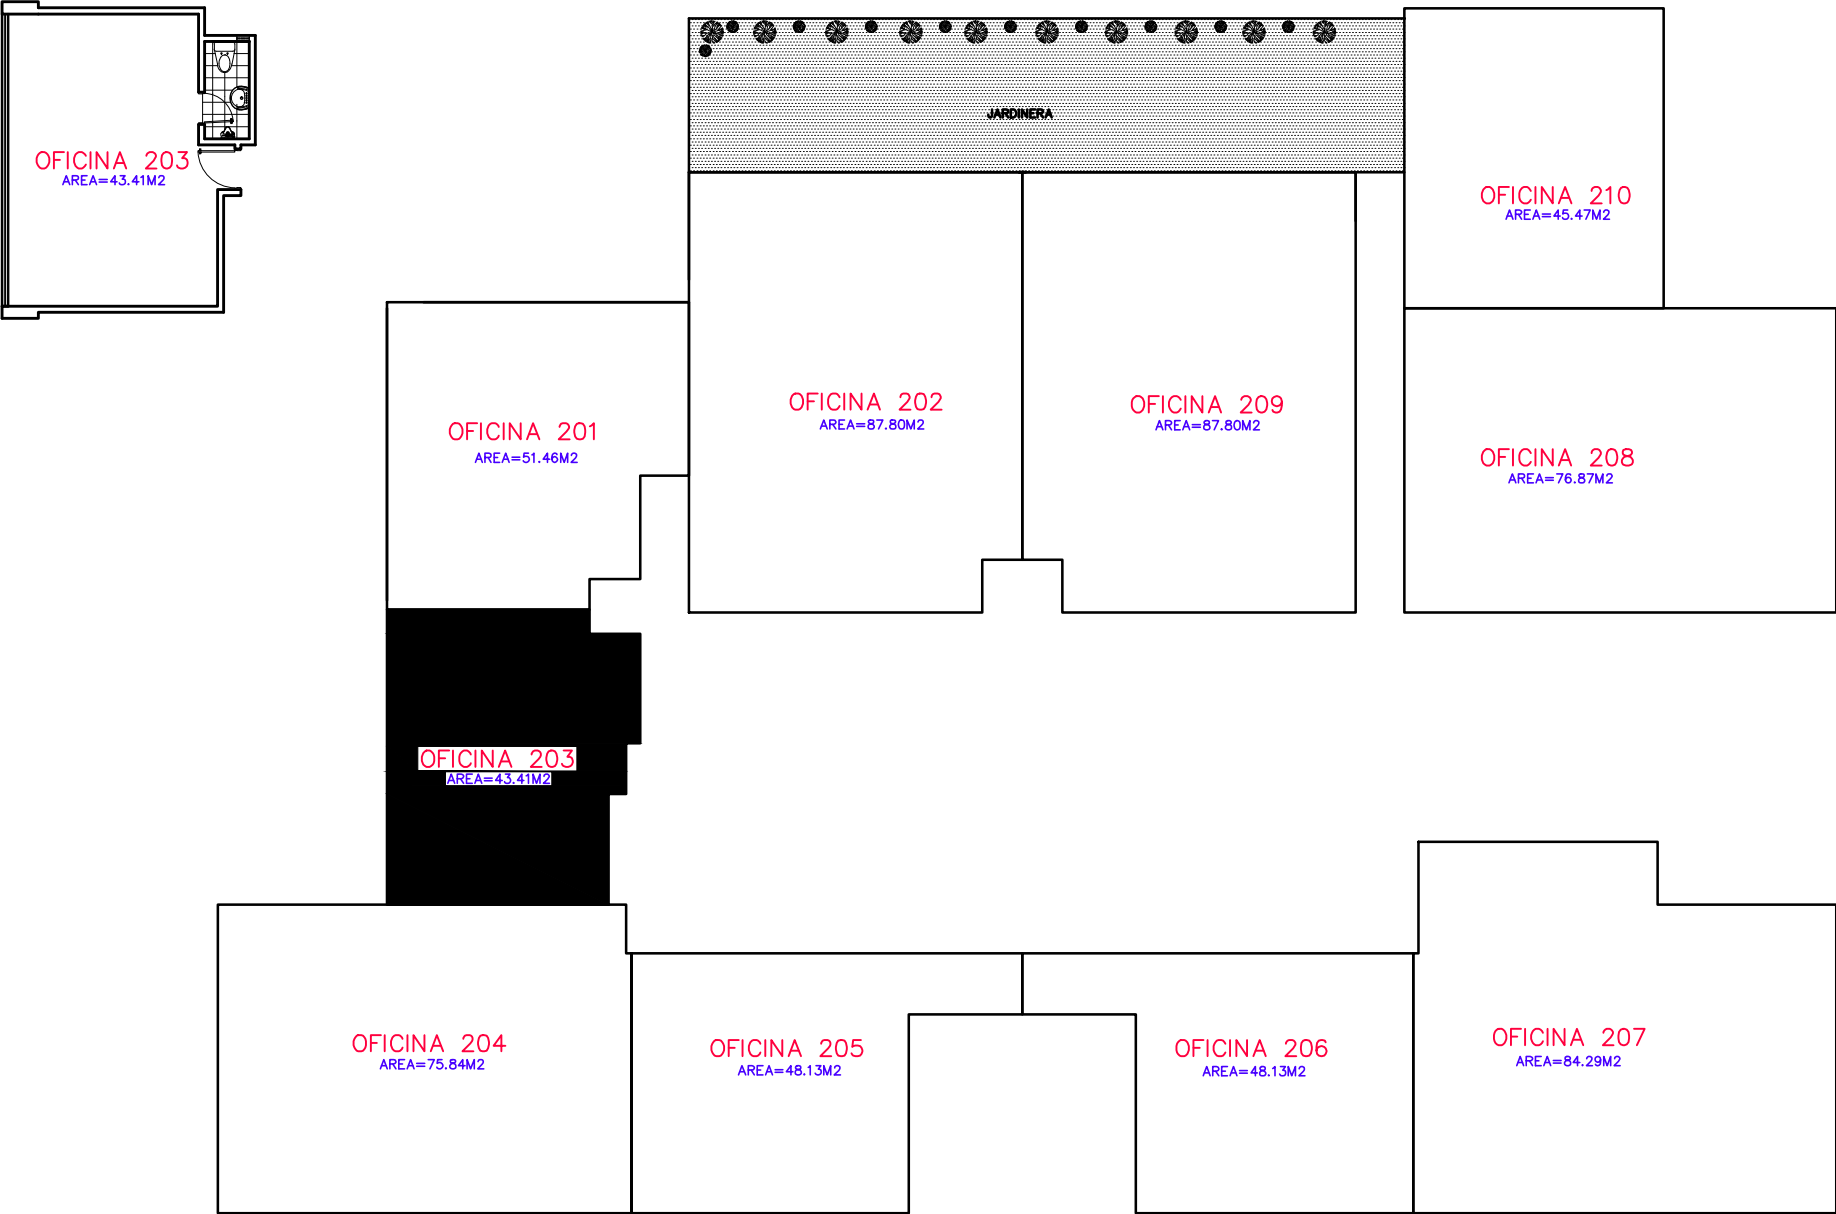 JARDINERA
OFICINA 203
AREA=43.41M2
OFICINA 210
AREA=45.47M2
OFICINA 202
AREA=87.80M2
OFICINA 209
AREA=87.80M2
OFICINA 201
AREA=51.46M2
OFICINA 208
AREA=76.87M2
OFICINA 203
AREA=43.41M2
OFICINA 204
AREA=75.84M2
OFICINA 205
AREA=48.13M2
OFICINA 206
AREA=48.13M2
OFICINA 207
AREA=84.29M2